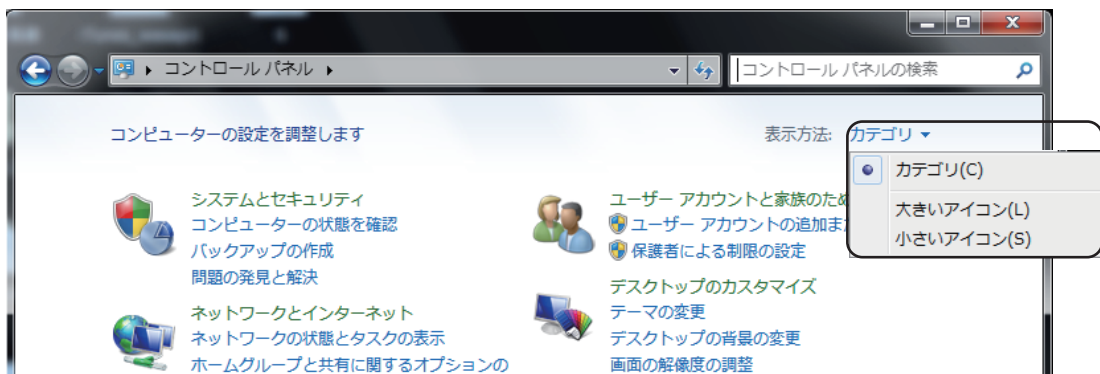 コントロール パネル
コントロール パネルの検索
コンピューターの設定を調整します
表示方法: カテゴリ
カテゴリ(C)
大きいアイコン(L)
小さいアイコン(S)
システムとセキュリティ
コンピューターの状態を確認
バックアップの作成
問題の発見と解決
ネットワークとインターネット
ネットワークの状態とタスクの表示
ホームグループと共有に関するオプションの
ユーザー アカウントと家族のため
ユーザー アカウントの追加ま
保護者による制限の設定
デスクトップのカスタマイズ
テーマの変更
デスクトップの背景の変更
画面の解像度の調整